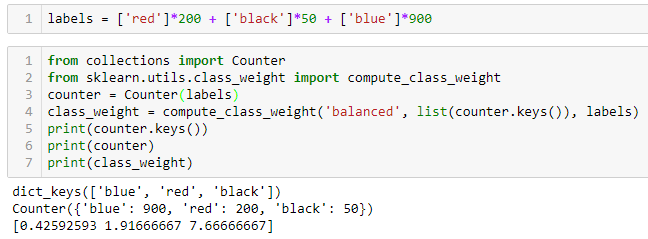 1 labels = ['red']*200 + ['black']*50 + ['blue']*900
1 from collections import Counter
2 from sklearn.utils.class_weight import compute_class_weight
3 counter = Counter(labels)
4 class_weight = compute_class_weight('balanced', list(counter.keys()), labels)
5 print(counter.keys())
6 print(counter)
7 print(class_weight)
dict_keys(['blue', 'red', 'black'])
Counter({'blue': 900, 'red': 200, 'black': 50})
[0.42592593 1.91666667 7.66666667]